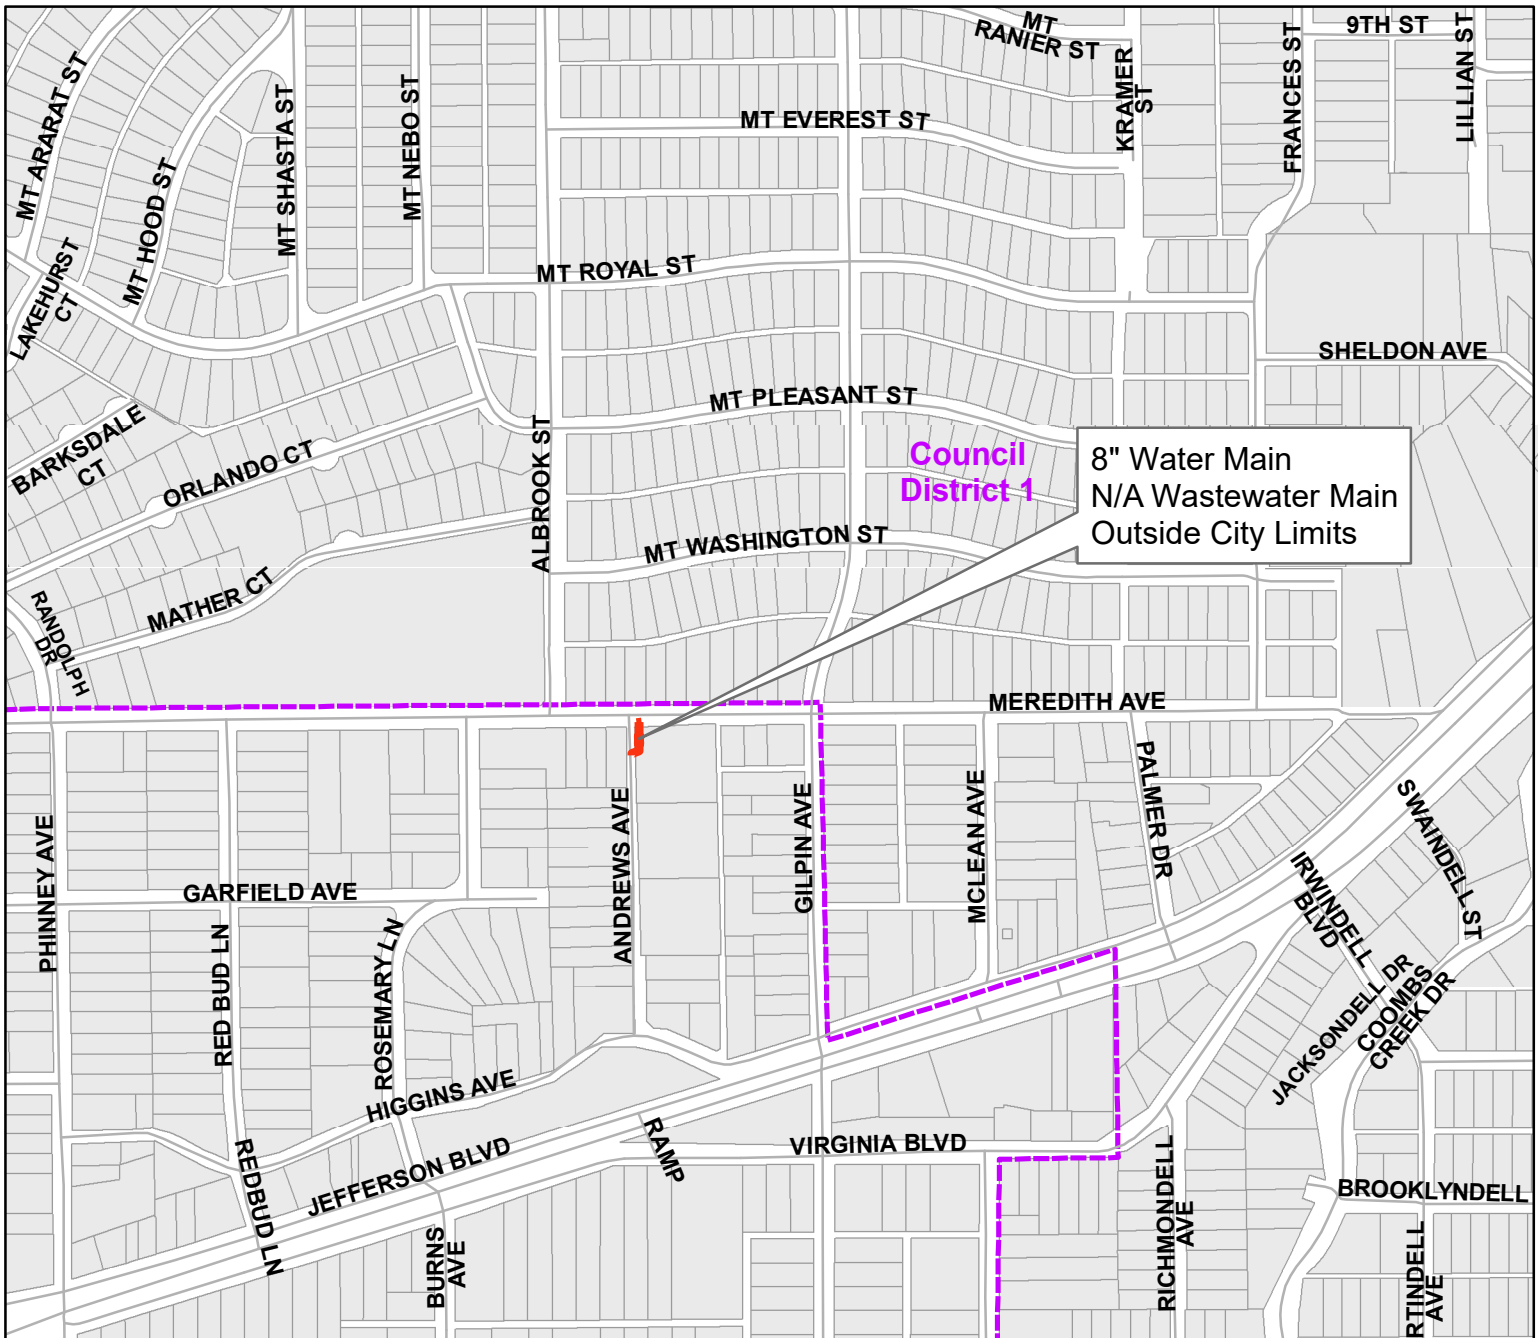 MT
RANIER ST
9TH ST
KRAMER
ST
FRANCES ST
LILLIAN ST
MT ARARAT ST
MT HOOD ST
MT SHASTA ST
MT NEBO ST
MT EVEREST ST
LAKEHURST
CT
MT ROYAL ST
SHELDON AVE
MT PLEASANT ST
BARKSDALE
CT
ORLANDO CT
ALBROOK ST
Council
District 1
8" Water Main
N/A Wastewater Main
Outside City Limits
MT WASHINGTON ST
MATHER CT
RANDOLPH
DR
MEREDITH AVE
PHINNEY AVE
ANDREWS AVE
GILPIN AVE
MCLEAN AVE
PALMER DR
SWAINDELL ST
GARFIELD AVE
IRWINDELL
BLVD
RED BUD LN
ROSEMARY LN
JACKSONDELL DR
COOMBS
CREEK DR
HIGGINS AVE
JEFFERSON BLVD
RAMP
VIRGINIA BLVD
REDBUD LN
BURNS
AVE
RICHMONDELL
AVE
BROOKLYNDELL
RTINDELL
AVE